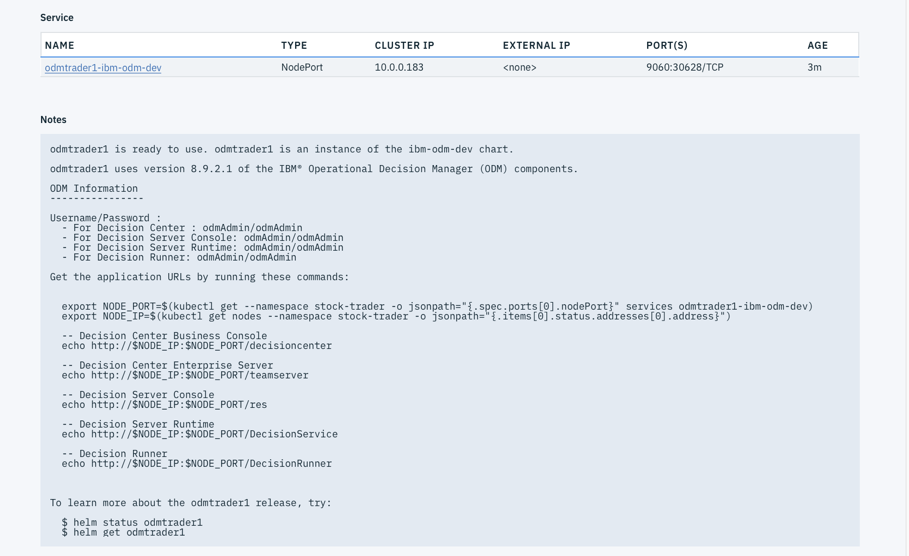 Service
NAME TYPE CLUSTER IP EXTERNAL IP PORT(S) AGE
odmtrader1-ibm-odm-dev NodePort 10.0.0.183 <none> 9060:30628/TCP 3m
Notes
odmtrader1 is ready to use. odmtrader1 is an instance of the ibm-odm-dev chart.
odmtrader1 uses version 8.9.2.1 of the IBM® Operational Decision Manager (ODM) components.
ODM Information
----------------
Username/Password :
- For Decision Center : odmAdmin/odmAdmin
- For Decision Server Console: odmAdmin/odmAdmin
- For Decision Server Runtime: odmAdmin/odmAdmin
- For Decision Runner: odmAdmin/odmAdmin
Get the application URLs by running these commands:
export NODE_PORT=$(kubectl get --namespace stock-trader -o jsonpath="{.spec.ports[0].nodePort}" services odmtrader1-ibm-odm-dev)
export NODE_IP=$(kubectl get nodes --namespace stock-trader -o jsonpath="{.items[0].status.addresses[0].address}")
-- Decision Center Business Console
echo http://$NODE_IP:$NODE_PORT/decisioncenter
-- Decision Center Enterprise Server
echo http://$NODE_IP:$NODE_PORT/teamserver
-- Decision Server Console
echo http://$NODE_IP:$NODE_PORT/res
-- Decision Server Runtime
echo http://$NODE_IP:$NODE_PORT/DecisionService
-- Decision Runner
echo http://$NODE_IP:$NODE_PORT/DecisionRunner
To learn more about the odmtrader1 release, try:
$ helm status odmtrader1
$ helm get odmtrader1